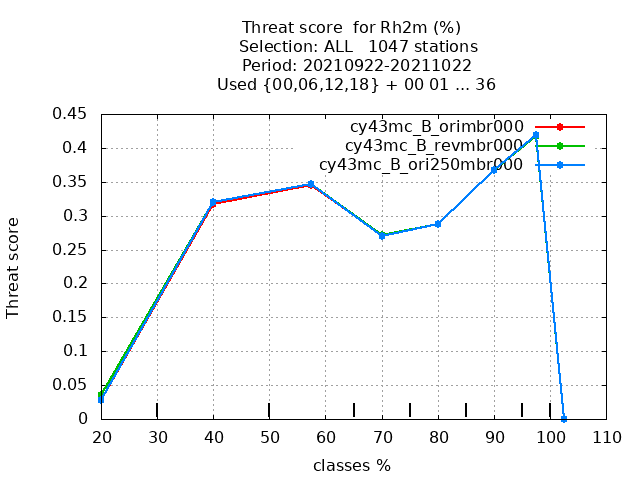 Threat score  for Rh2m (%)
Selection: ALL   1047 stations
Period: 20210922-20211022
Used {00,06,12,18} + 00 01 ... 36
cy43mc_B_orimbr000
cy43mc_B_revmbr000
cy43mc_B_ori250mbr000
Threat score
0.45
0.4
0.35
0.3
0.25
0.2
0.15
0.1
0.05
0
20 30 40 50 60 70 80 90 100 110
classes %